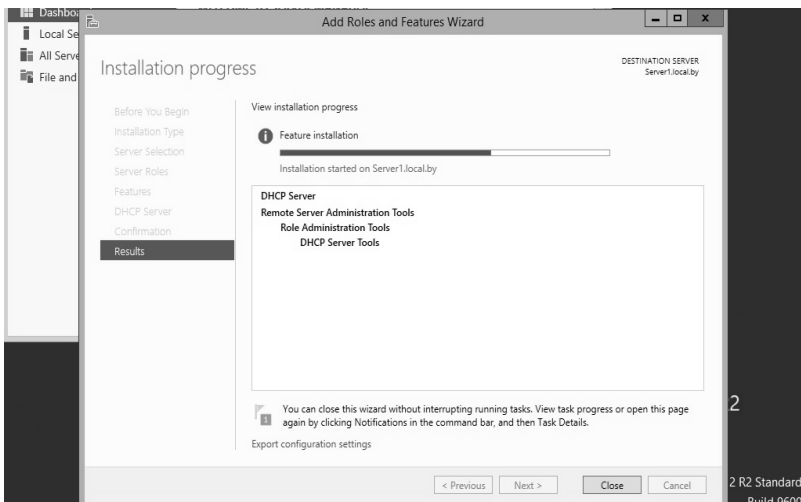 Dashbo
Local Se
All Serve
File and
Add Roles and Features Wizard
Installation progress
DESTINATION SERVER
Server1.local.by
Before You Begin
Installation Type
Server Selection
Server Roles
Features
DHCP Server
Confirmation
Results
View installation progress
Feature installation
Installation started on Server1.local.by
DHCP Server
Remote Server Administration Tools
Role Administration Tools
DHCP Server Tools
1
You can close this wizard without interrupting running tasks. View task progress or open this page
again by clicking Notifications in the command bar, and then Task Details.
Export configuration settings
< Previous
Next >
Close
Cancel
2
2 R2 Standard
Build 9600